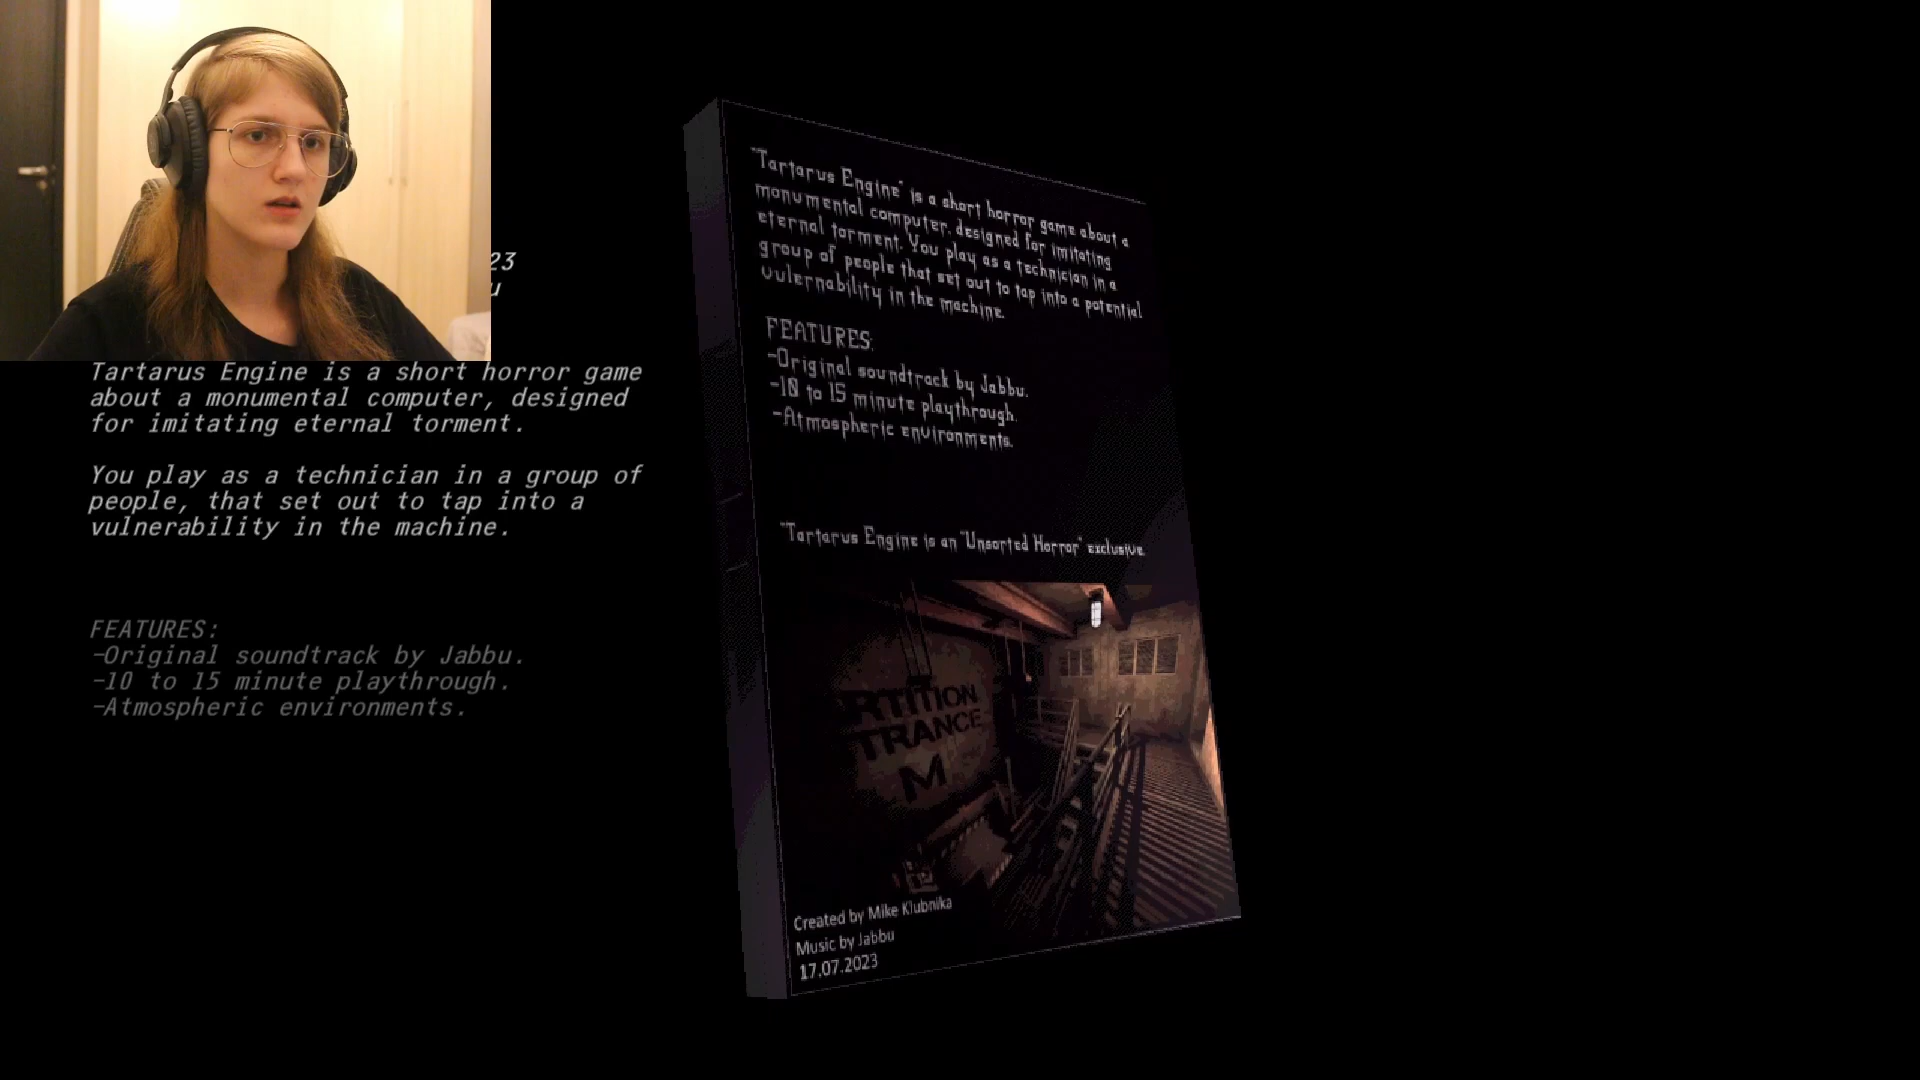 23
u
Tartarus Engine is a short horror game
about a monumental computer, designed
for imitating eternal torment.
You play as a technician in a group of
people, that set out to tap into a
vulnerability in the machine.
FEATURES:
-Original soundtrack by Jabbu.
-10 to 15 minute playthrough.
-Atmospheric environments.
"Tartarus Engine" is a short horror game about a
monumental computer, designed for imitating
eternal torment. You play as a technician in a
group of people that set out to tap into a potential
vulernability in the machine.
FEATURES:
-Original soundtrack by Jabbu.
-10 to 15 minute playthrough.
-Atmospheric environments.
"Tartarus Engine is an "Unsorted Horror" exclusive.
RTITION
TRANCE
M
Created by Mike Klubnika
Music by Jabbu
17.07.2023